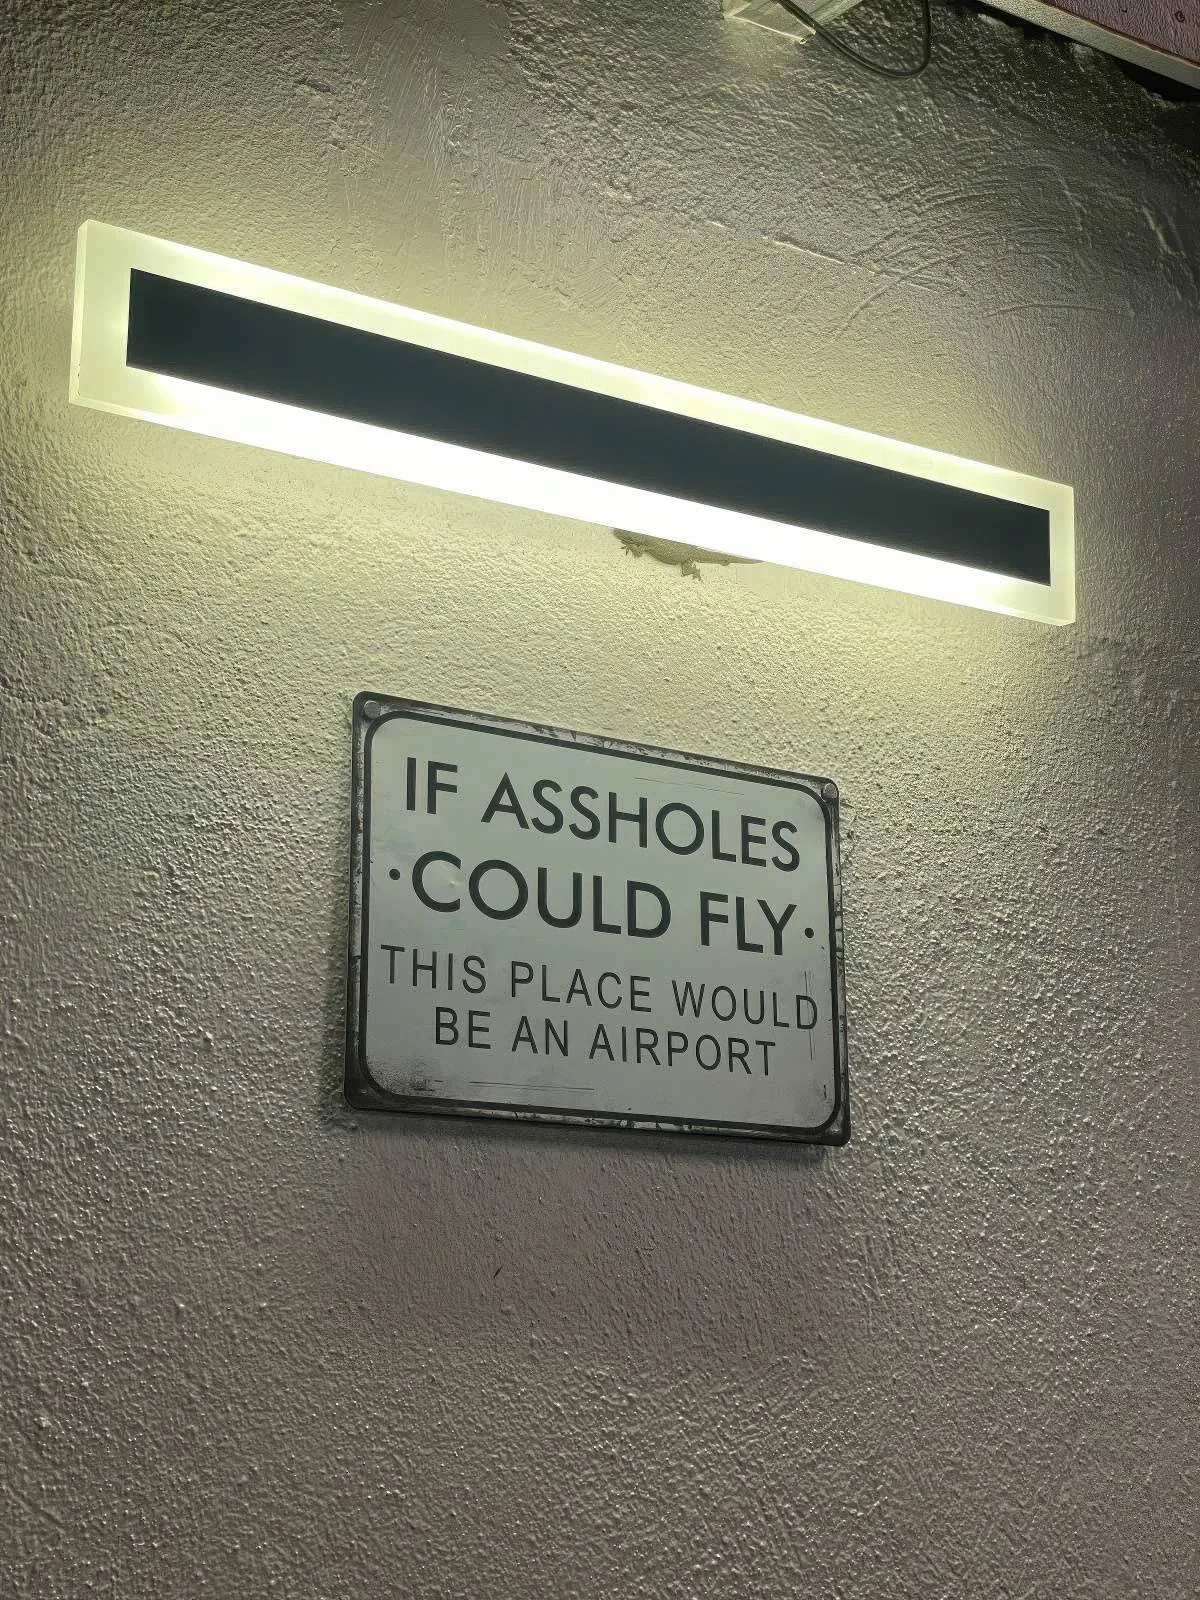 IF ASSHOLES
·COULD FLY·
THIS PLACE WOULD
BE AN AIRPORT